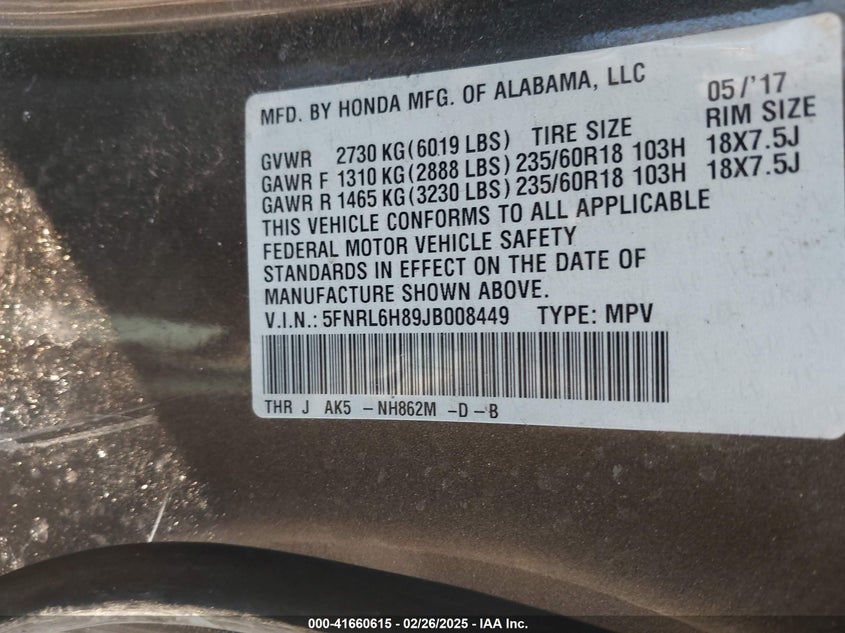 MFD. BY HONDA MFG. OF ALABAMA, LLC 05/'17
GVWR 2730 KG(6019 LBS) TIRE SIZE RIM SIZE
GAWR F 1310 KG(2888 LBS) 235/60R18 103H 18X7.5J
GAWR R 1465 KG(3230 LBS) 235/60R18 103H 18X7.5J
THIS VEHICLE CONFORMS TO ALL APPLICABLE
FEDERAL MOTOR VEHICLE SAFETY
STANDARDS IN EFFECT ON THE DATE OF
MANUFACTURE SHOWN ABOVE.
V.I.N.: 5FNRL6H89JB008449 TYPE: MPV
THR J AK5 -NH862M -D-B
000-41660615 - 02/26/2025 - IAA Inc.